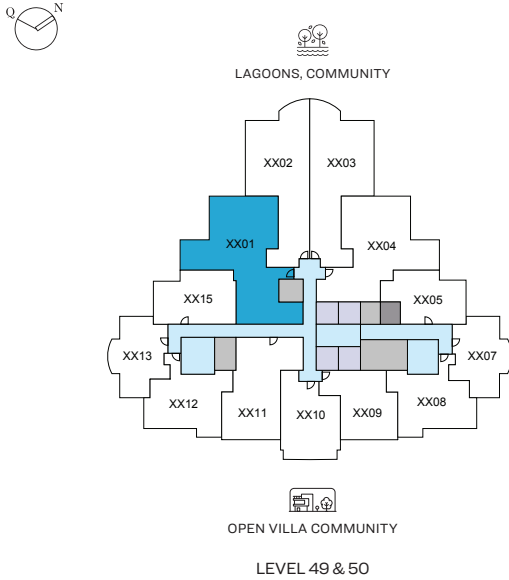 Q N
LAGOONS, COMMUNITY
XX02 XX03
XX01 XX04
XX15 XX05
XX13 XX07
XX12 XX11 XX10 XX09 XX08
OPEN VILLA COMMUNITY
LEVEL 49 & 50